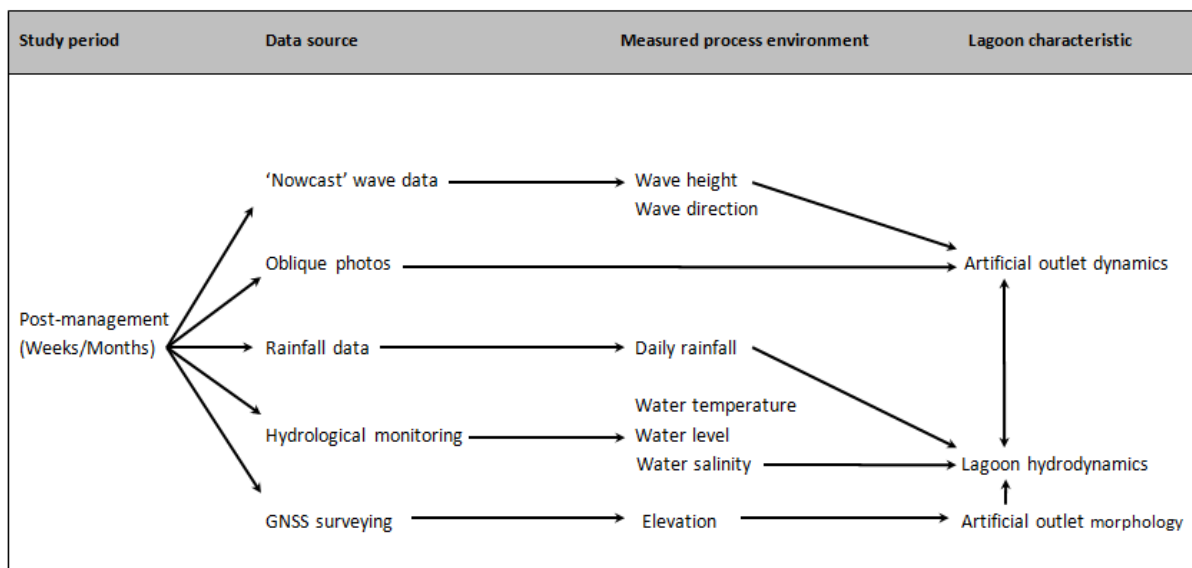 Study period Data source Measured process environment Lagoon characteristic
‘Nowcast’ wave data Wave height
Wave direction
Oblique photos Artificial outlet dynamics
Post-management
(Weeks/Months) Rainfall data Daily rainfall
Water temperature
Hydrological monitoring Water level
Water salinity Lagoon hydrodynamics
GNSS surveying Elevation Artificial outlet morphology